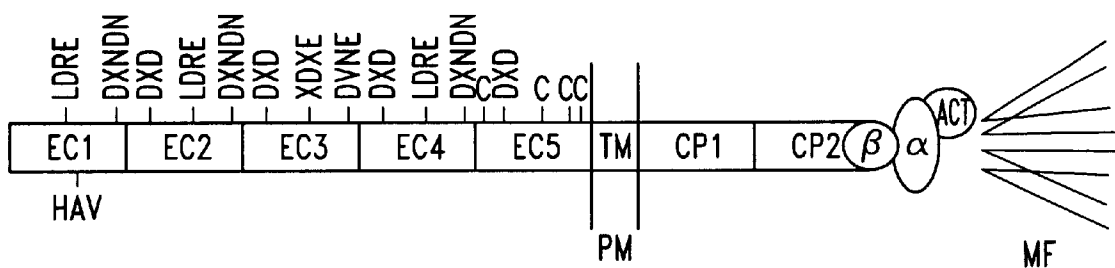 LDRE DXNDN DXD LDRE DXNDN DXD XDXE DVNE DXD LDRE DXNDN C DXD C C C
EC1 EC2 EC3 EC4 EC5 TM CP1 CP2 β α ACT
HAV
PM MF